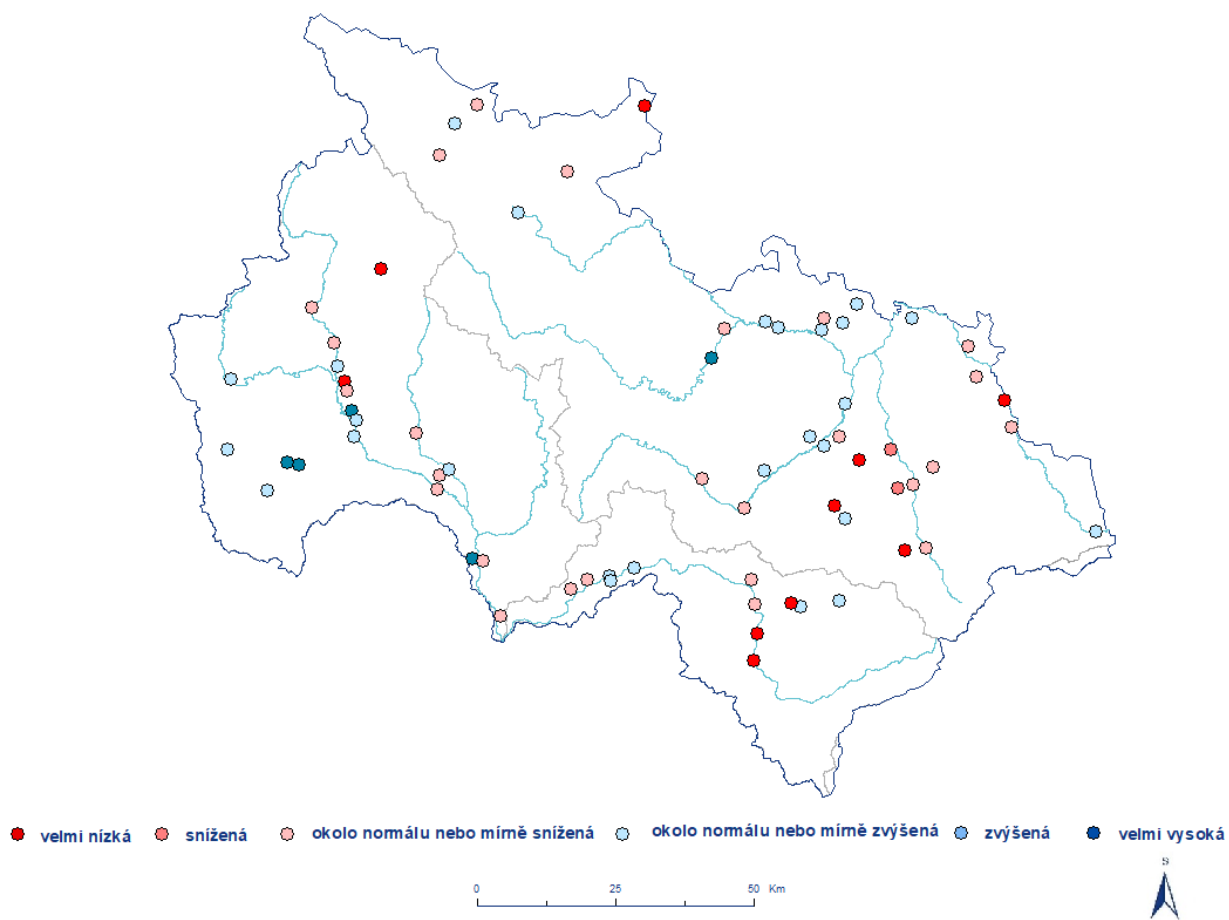 velmi nízká snížená okolo normálu nebo mírně snížená okolo normálu nebo mírně zvýšená zvýšená velmi vysoká
0 25 50 Km
S